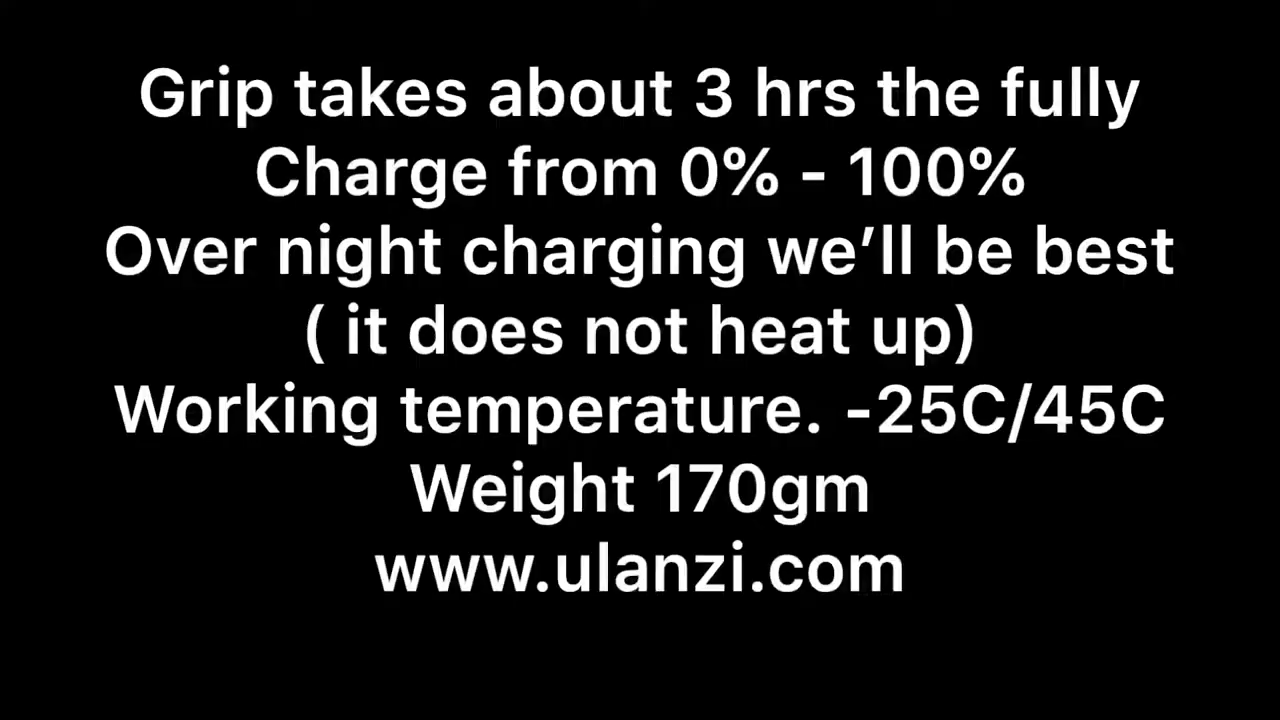 Grip takes about 3 hrs the fully
Charge from 0% - 100%
Over night charging we’ll be best
( it does not heat up)
Working temperature. -25C/45C
Weight 170gm
www.ulanzi.com